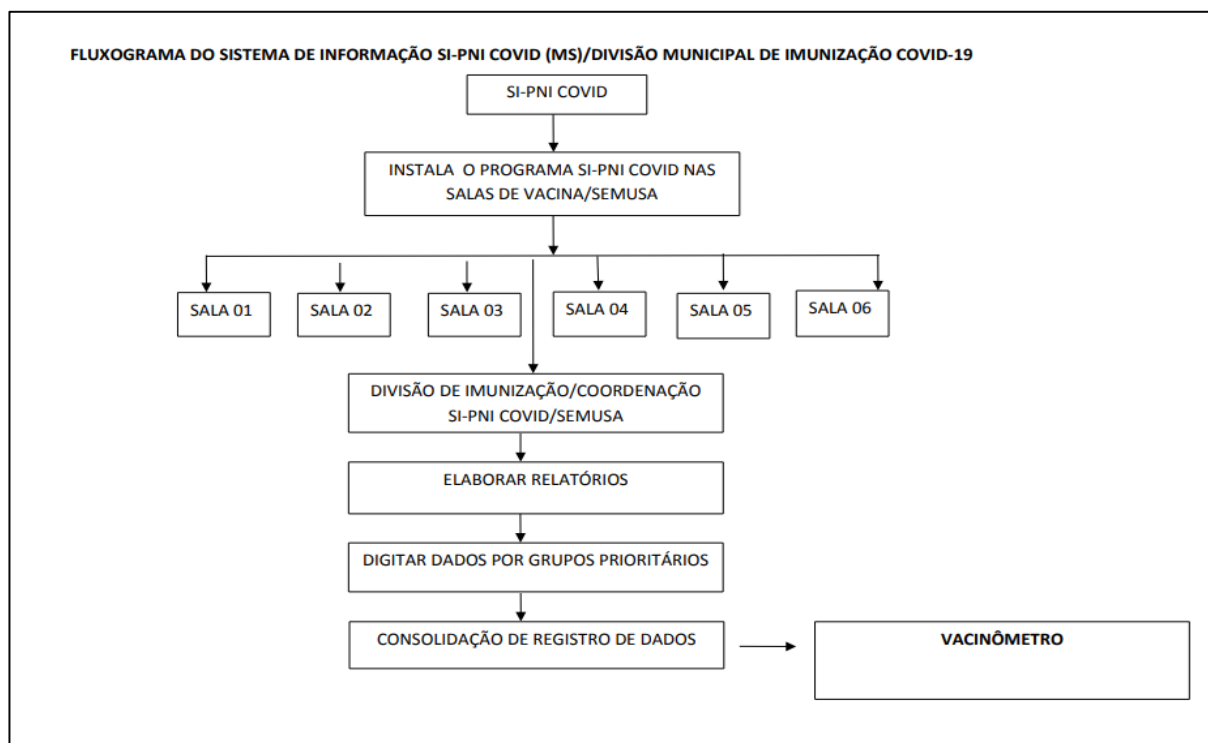 FLUXOGRAMA DO SISTEMA DE INFORMAÇÃO SI-PNI COVID (MS)/DIVISÃO MUNICIPAL DE IMUNIZAÇÃO COVID-19
SI-PNI COVID
INSTALA O PROGRAMA SI-PNI COVID NAS
SALAS DE VACINA/SEMUSA
SALA 01
SALA 02
SALA 03
SALA 04
SALA 05
SALA 06
DIVISÃO DE IMUNIZAÇÃO/COORDENAÇÃO
SI-PNI COVID/SEMUSA
ELABORAR RELATÓRIOS
DIGITAR DADOS POR GRUPOS PRIORITÁRIOS
CONSOLIDAÇÃO DE REGISTRO DE DADOS
VACINÔMETRO